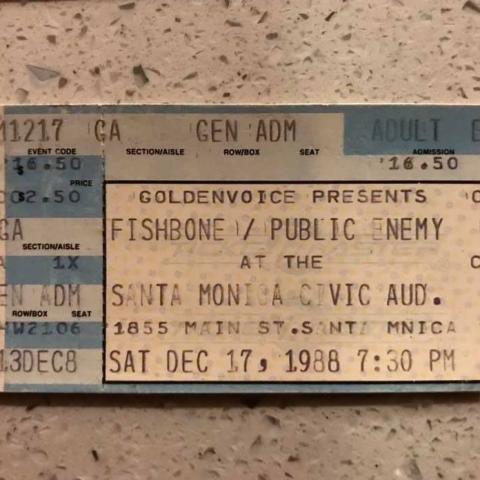 11217 GA GEN ADM ADULT
EVENT CODE SECTION/AISLE ROW/BOX SEAT ADMISSION
$16.50 $16.50
PRICE
$2.50 GOLDENVOICE PRESENTS
GA FISHBONE / PUBLIC ENEMY
SECTION/AISLE
1X AT THE
EN ADM SANTA MONICA CIVIC AUD.
ROW/BOX SEAT
MW2106 1855 MAIN ST.SANTA MNICA
13DEC8 SAT DEC 17, 1988 7:30 PM